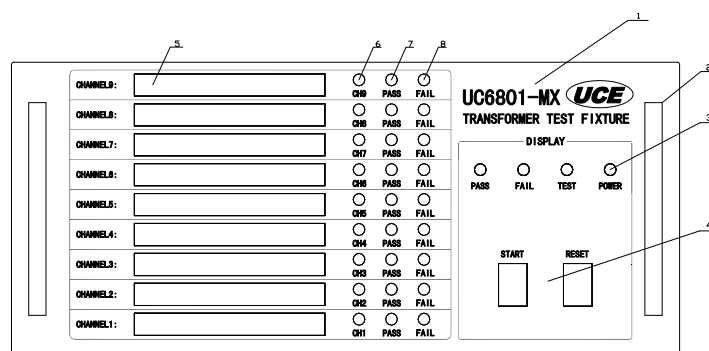 1
5
6
7
8
2
CHANNEL9:
CH9 PASS FAIL
UC6801-MX UCE
TRANSFORMER TEST FIXTURE
CHANNEL8:
CH8 PASS FAIL
3
DISPLAY
CHANNEL7:
CH7 PASS FAIL
PASS FAIL TEST POWER
CHANNEL6:
CH6 PASS FAIL
CHANNEL5:
CH5 PASS FAIL
4
CHANNEL4:
CH4 PASS FAIL
START RESET
CHANNEL3:
CH3 PASS FAIL
CHANNEL2:
CH2 PASS FAIL
CHANNEL1:
CH1 PASS FAIL